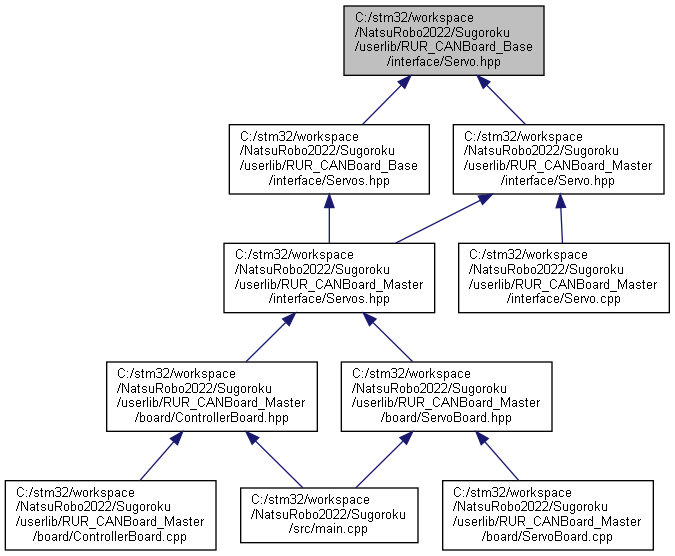 C:/stm32/workspace
/NatsuRobo2022/Sugoroku
/userlib/RUR_CANBoard_Base
/interface/Servo.hpp
C:/stm32/workspace
/NatsuRobo2022/Sugoroku
/userlib/RUR_CANBoard_Base
/interface/Servos.hpp
C:/stm32/workspace
/NatsuRobo2022/Sugoroku
/userlib/RUR_CANBoard_Master
/interface/Servo.hpp
C:/stm32/workspace
/NatsuRobo2022/Sugoroku
/userlib/RUR_CANBoard_Master
/interface/Servos.hpp
C:/stm32/workspace
/NatsuRobo2022/Sugoroku
/userlib/RUR_CANBoard_Master
/interface/Servo.cpp
C:/stm32/workspace
/NatsuRobo2022/Sugoroku
/userlib/RUR_CANBoard_Master
/board/ControllerBoard.hpp
C:/stm32/workspace
/NatsuRobo2022/Sugoroku
/userlib/RUR_CANBoard_Master
/board/ServoBoard.hpp
C:/stm32/workspace
/NatsuRobo2022/Sugoroku
/userlib/RUR_CANBoard_Master
/board/ControllerBoard.cpp
C:/stm32/workspace
/NatsuRobo2022/Sugoroku
/src/main.cpp
C:/stm32/workspace
/NatsuRobo2022/Sugoroku
/userlib/RUR_CANBoard_Master
/board/ServoBoard.cpp